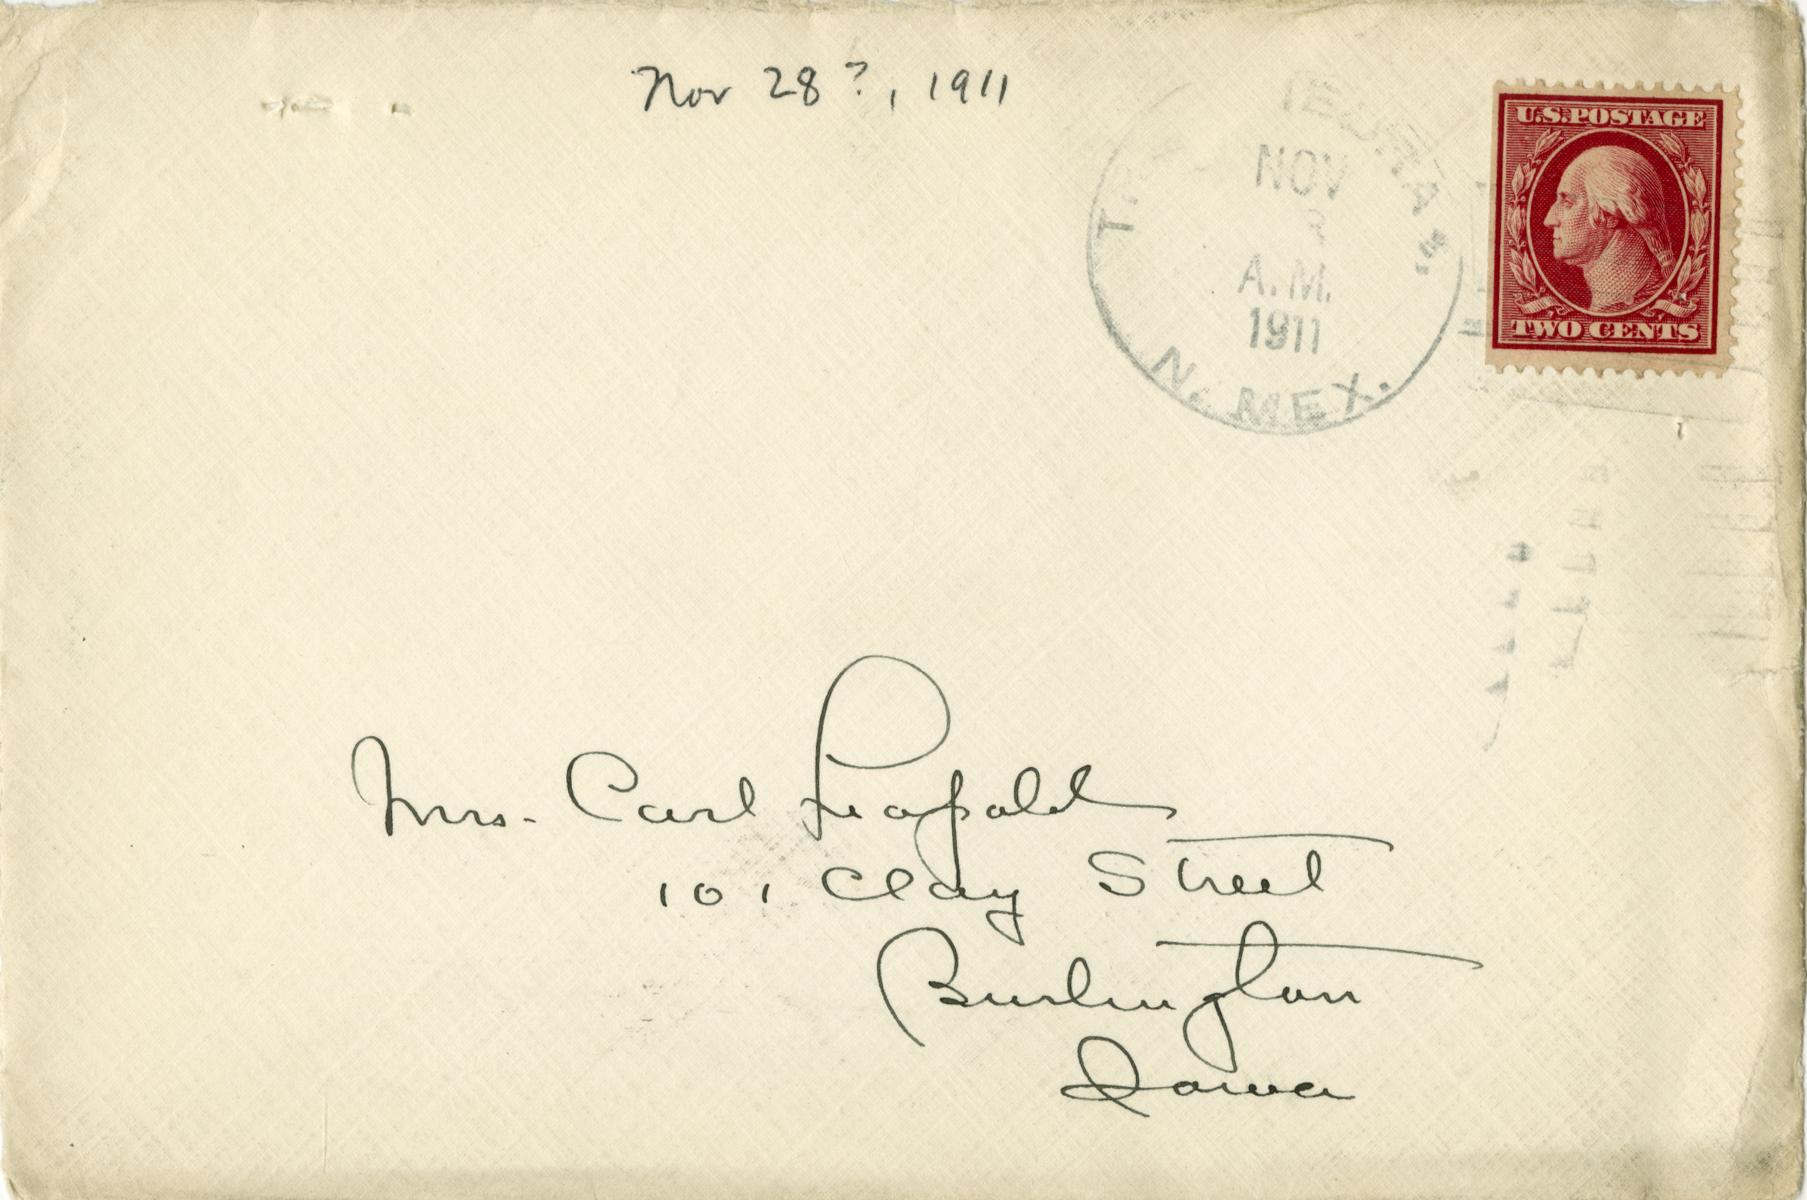 Nov 28?, 1911
NOV
A.M.
1911
N. MEX.
U.S. POSTAGE
TWO CENTS
Mrs. Carl Leopold
101 Clay Street
Burlington
Iowa